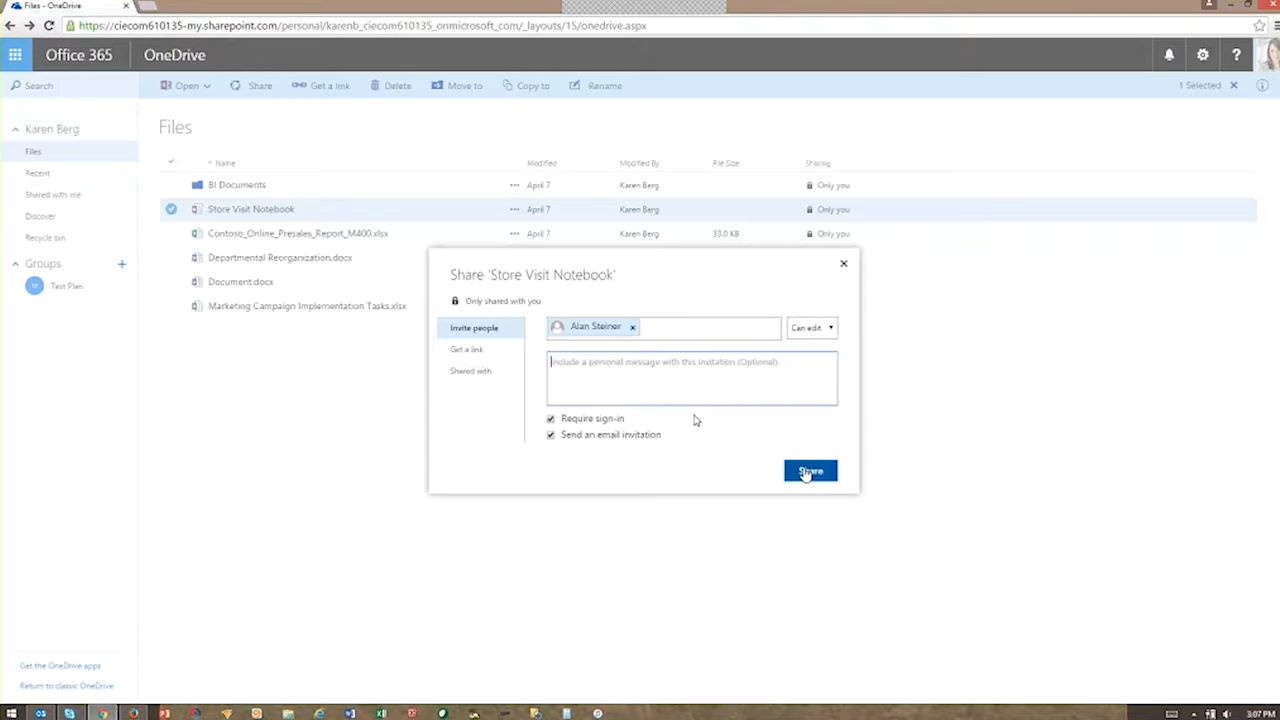 Files - OneDrive
https://ciecom610135-my.sharepoint.com/personal/karenb_ciecom610135_onmicrosoft_com/_layouts/15/onedrive.aspx
Office 365 OneDrive ?
Search Open Share Get a link Delete Move to Copy to Rename 1 Selected
Karen Berg
Files
Recent
Shared with me
Discover
Recycle bin
Groups +
Test Plan
Files
Name Modified Modified By File Size Sharing
BI Documents April 7 Karen Berg Only you
Store Visit Notebook April 7 Karen Berg Only you
Contoso_Online_Presales_Report_M400.xlsx April 7 Karen Berg 33.0 KB Only you
Departmental Reorganization.docx
Document.docx
Marketing Campaign Implementation Tasks.xlsx
Share 'Store Visit Notebook'
Only shared with you
Invite people
Get a link
Shared with
Alan Steiner x Can edit
Include a personal message with this invitation (Optional).
Require sign-in
Send an email invitation
Share
Get the OneDrive apps
Return to classic OneDrive
3:07 PM